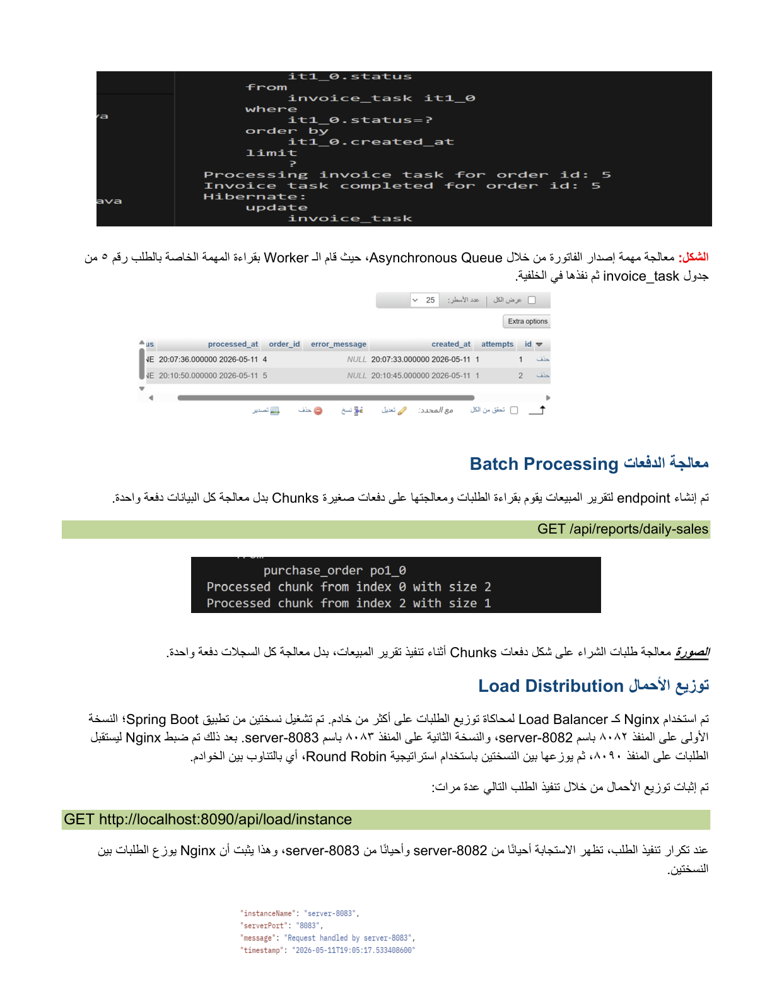 it1_0.status
from
invoice_task it1_0
where
it1_0.status=?
order by
it1_0.created_at
limit
?
Processing invoice task for order id: 5
Invoice task completed for order id: 5
Hibernate:
update
invoice_task
va
ava
الشكل: معالجة مهمة إصدار الفاتورة من خلال Asynchronous Queue، حيث قام الـ Worker بقراءة المهمة الخاصة بالطلب رقم ٥ من
جدول invoice_task ثم نفذها في الخلفية.
عرض الكل | عدد الأسطر: 25
Extra options
us processed_at order_id error_message created_at attempts id
NE 20:07:36.000000 2026-05-11 4 NULL 20:07:33.000000 2026-05-11 1 1 حذف
NE 20:10:50.000000 2026-05-11 5 NULL 20:10:45.000000 2026-05-11 1 2 حذف
تحقق من الكل مع المحدد: تعديل نسخ حذف تصدير
معالجة الدفعات Batch Processing
تم إنشاء endpoint لتقرير المبيعات يقوم بقراءة الطلبات ومعالجتها على دفعات صغيرة Chunks بدل معالجة كل البيانات دفعة واحدة.
GET /api/reports/daily-sales
from
purchase_order po1_0
Processed chunk from index 0 with size 2
Processed chunk from index 2 with size 1
الصورة معالجة طلبات الشراء على شكل دفعات Chunks أثناء تنفيذ تقرير المبيعات، بدل معالجة كل السجلات دفعة واحدة.
توزيع الأحمال Load Distribution
تم استخدام Nginx كـ Load Balancer لمحاكاة توزيع الطلبات على أكثر من خادم. تم تشغيل نسختين من تطبيق Spring Boot؛ النسخة
الأولى على المنفذ ٨٠٨٢ باسم server-8082، والنسخة الثانية على المنفذ ٨٠٨٣ باسم server-8083. بعد ذلك تم ضبط Nginx ليستقبل
الطلبات على المنفذ ٨٠٩٠، ثم يوزعها بين النسختين باستخدام استراتيجية Round Robin، أي بالتناوب بين الخوادم.
تم إثبات توزيع الأحمال من خلال تنفيذ الطلب التالي عدة مرات:
GET http://localhost:8090/api/load/instance
عند تكرار تنفيذ الطلب، تظهر الاستجابة أحيانًا من server-8082 وأحيانًا من server-8083، وهذا يثبت أن Nginx يوزع الطلبات بين
النسختين.
"instanceName": "server-8083",
"serverPort": "8083",
"message": "Request handled by server-8083",
"timestamp": "2026-05-11T19:05:17.533408600"